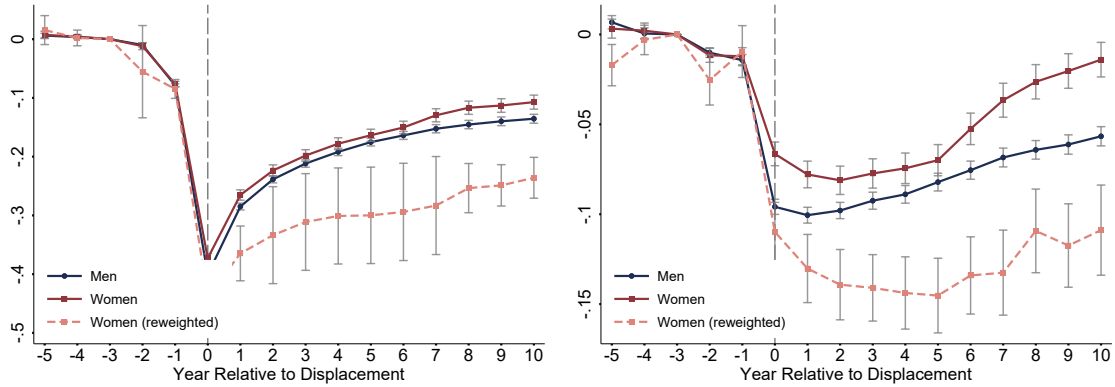 0
-.1
-.2
-.3
-.4
-.5
Men
Women
Women (reweighted)
-5 -4 -3 -2 -1 0 1 2 3 4 5 6 7 8 9 10
Year Relative to Displacement
0
-.05
-.1
-.15
Men
Women
Women (reweighted)
-5 -4 -3 -2 -1 0 1 2 3 4 5 6 7 8 9 10
Year Relative to Displacement